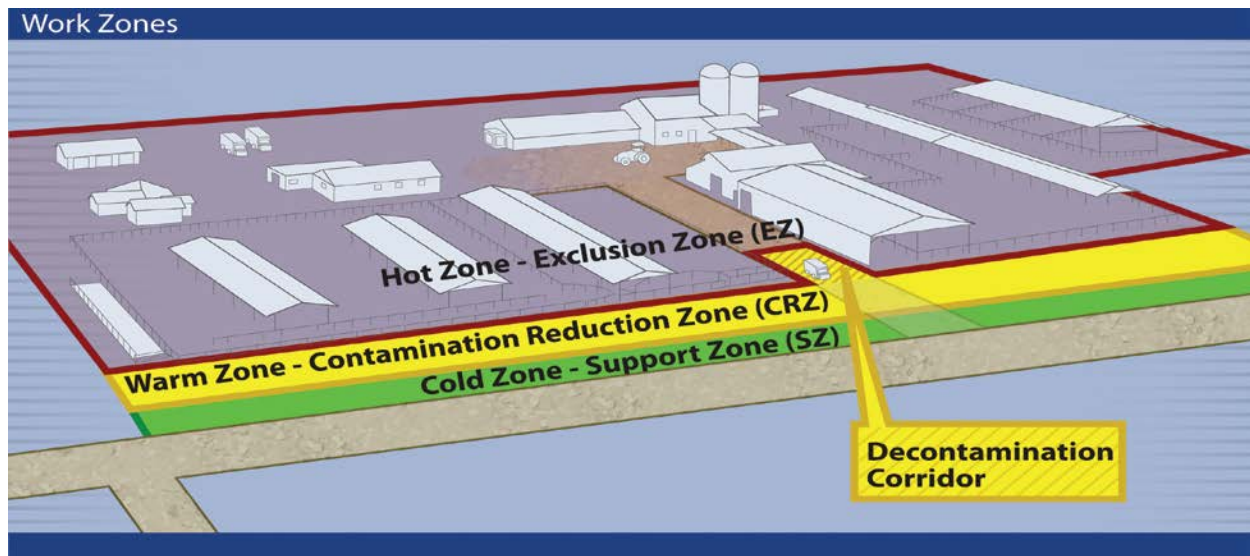 Work Zones
Hot Zone - Exclusion Zone (EZ)
Warm Zone - Contamination Reduction Zone (CRZ)
Cold Zone - Support Zone (SZ)
Decontamination
Corridor